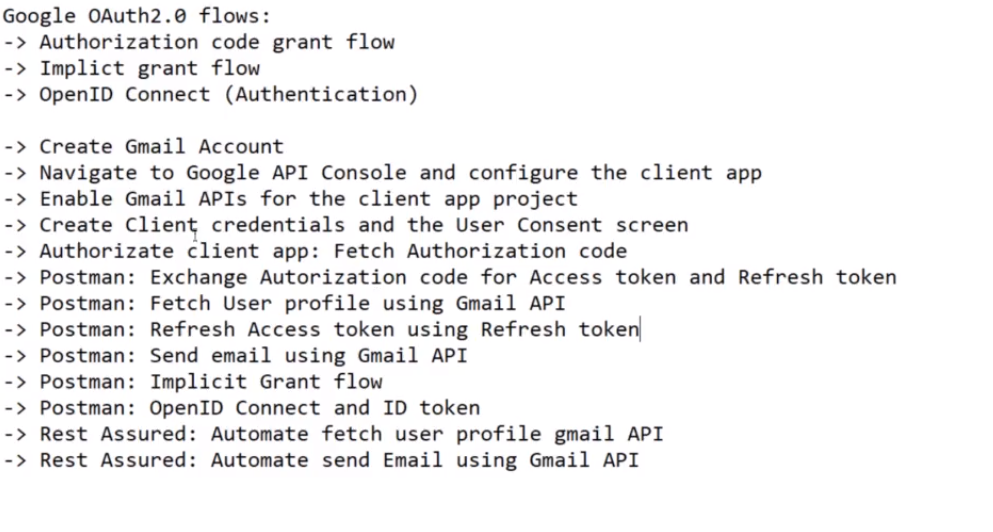 Google OAuth2.0 flows:
-> Authorization code grant flow
-> Implict grant flow
-> OpenID Connect (Authentication)
-> Create Gmail Account
-> Navigate to Google API Console and configure the client app
-> Enable Gmail APIs for the client app project
-> Create Client credentials and the User Consent screen
-> Authorizate client app: Fetch Authorization code
-> Postman: Exchange Autorization code for Access token and Refresh token
-> Postman: Fetch User profile using Gmail API
-> Postman: Refresh Access token using Refresh token
-> Postman: Send email using Gmail API
-> Postman: Implicit Grant flow
-> Postman: OpenID Connect and ID token
-> Rest Assured: Automate fetch user profile gmail API
-> Rest Assured: Automate send Email using Gmail API